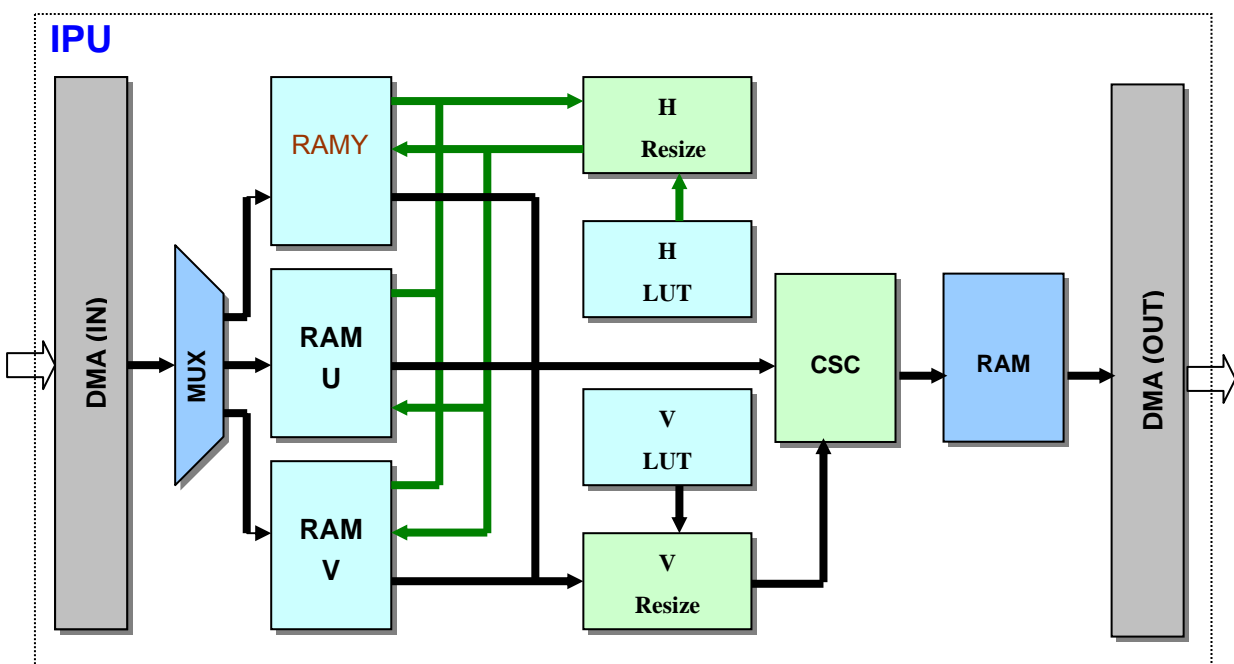 IPU
DMA (IN)
MUX
RAMY
RAM
U
RAM
V
H
Resize
H
LUT
V
LUT
V
Resize
CSC
RAM
DMA (OUT)